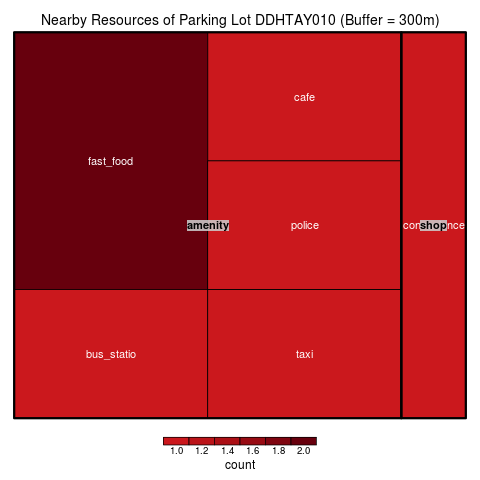 Nearby Resources of Parking Lot DDHTAY010 (Buffer = 300m)
cafe
fast_food
amenity
police
shop
bus_statio
taxi
1.0 1.2 1.4 1.6 1.8 2.0
count